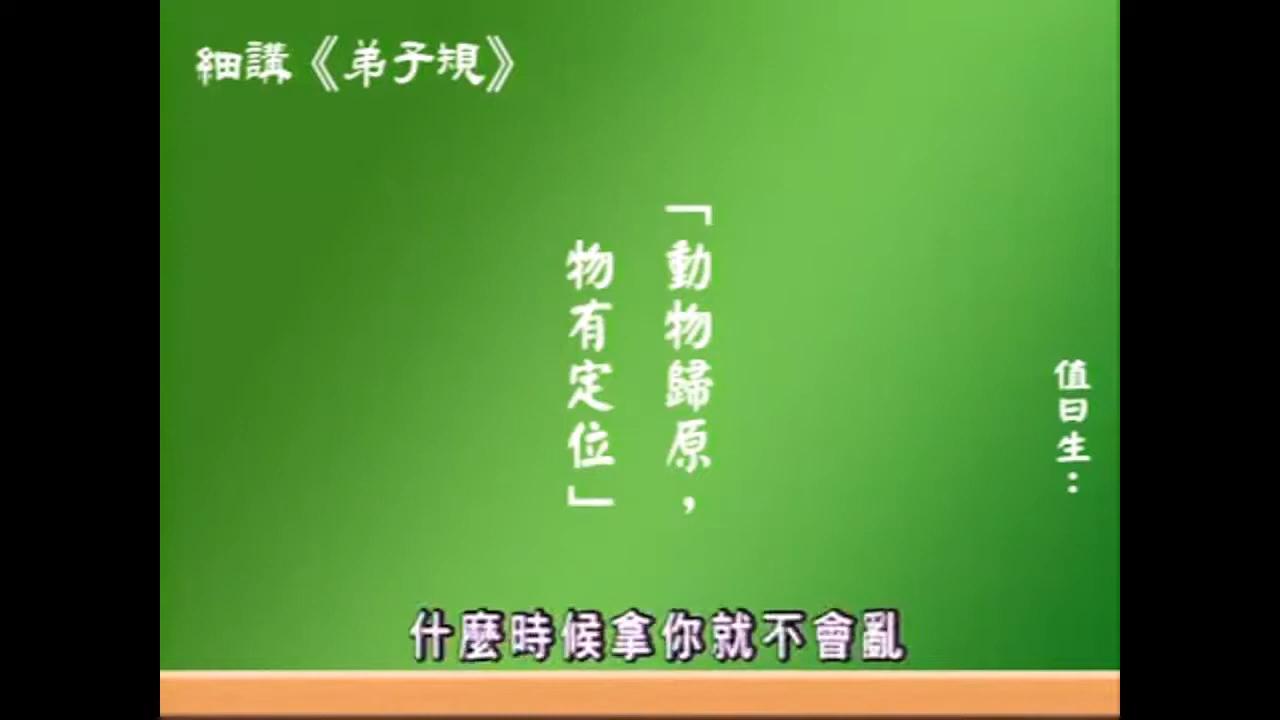 細講《弟子規》
「動物歸原，
物有定位」
值日生：
什麼時候拿你就不會亂